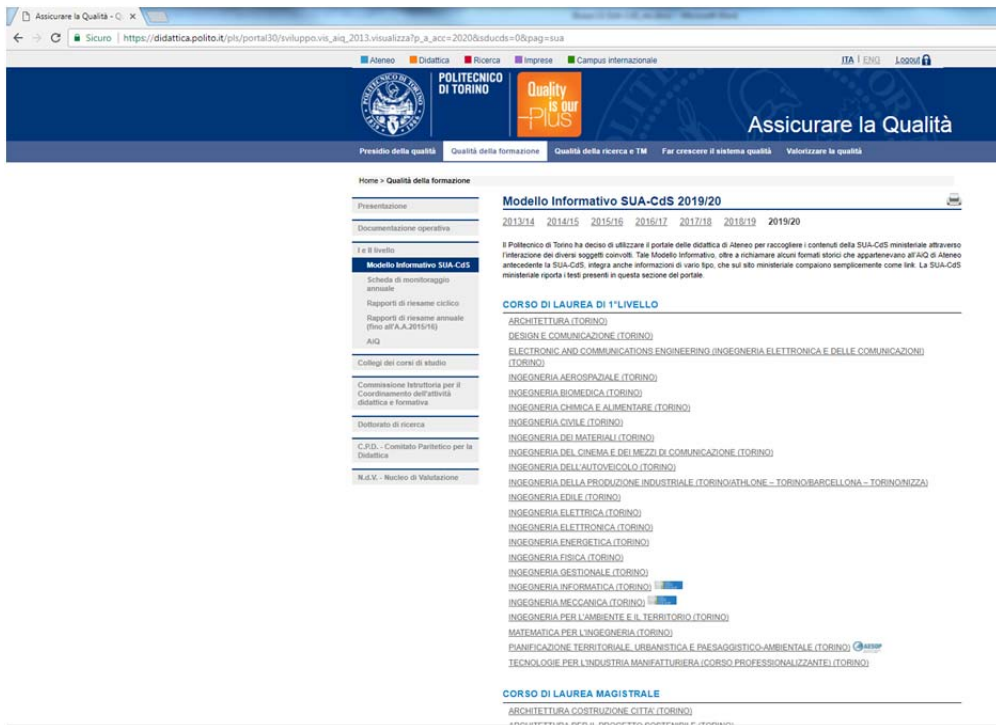 Assicurare la Qualità - Q
Sicuro | https://didattica.polito.it/pls/portal30/sviluppo.vis_aiq_2013.visualizza?p_a_acc=2020&sducds=0&pag=sua
Ateneo Didattica Ricerca Imprese Campus internazionale ITA | ENG Logout
POLITECNICO
DI TORINO
Quality
is our
Plus
Assicurare la Qualità
Presidio della qualità Qualità della formazione Qualità della ricerca e TM Far crescere il sistema qualità Valorizzare la qualità
Home > Qualità della formazione
Presentazione
Documentazione operativa
I e II livello
Modello Informativo SUA-CdS
Scheda di monitoraggio
annuale
Rapporti di riesame ciclico
Rapporti di riesame annuale
(fino all'A.A.2015/16)
AiQ
Collegi dei corsi di studio
Commissione Istruttoria per il
Coordinamento dell'attività
didattica e formativa
Dottorato di ricerca
C.P.D. - Comitato Paritetico per la
Didattica
N.d.V. - Nucleo di Valutazione
Modello Informativo SUA-CdS 2019/20
2013/14 2014/15 2015/16 2016/17 2017/18 2018/19 2019/20
Il Politecnico di Torino ha deciso di utilizzare il portale delle didattica di Ateneo per raccogliere i contenuti della SUA-CdS ministeriale attraverso
l'interazione dei diversi soggetti coinvolti. Tale Modello Informativo, oltre a richiamare alcuni formati storici che appartenevano all'AiQ di Ateneo
antecedente la SUA-CdS, integra anche informazioni di vario tipo, che sul sito ministeriale compaiono semplicemente come link. La SUA-CdS
ministeriale riporta i testi presenti in questa sezione del portale.
CORSO DI LAUREA DI 1°LIVELLO
ARCHITETTURA (TORINO)
DESIGN E COMUNICAZIONE (TORINO)
ELECTRONIC AND COMMUNICATIONS ENGINEERING (INGEGNERIA ELETTRONICA E DELLE COMUNICAZIONI)
(TORINO)
INGEGNERIA AEROSPAZIALE (TORINO)
INGEGNERIA BIOMEDICA (TORINO)
INGEGNERIA CHIMICA E ALIMENTARE (TORINO)
INGEGNERIA CIVILE (TORINO)
INGEGNERIA DEI MATERIALI (TORINO)
INGEGNERIA DEL CINEMA E DEI MEZZI DI COMUNICAZIONE (TORINO)
INGEGNERIA DELL'AUTOVEICOLO (TORINO)
INGEGNERIA DELLA PRODUZIONE INDUSTRIALE (TORINO/ATHLONE – TORINO/BARCELLONA – TORINO/NIZZA)
INGEGNERIA EDILE (TORINO)
INGEGNERIA ELETTRICA (TORINO)
INGEGNERIA ELETTRONICA (TORINO)
INGEGNERIA ENERGETICA (TORINO)
INGEGNERIA FISICA (TORINO)
INGEGNERIA GESTIONALE (TORINO)
INGEGNERIA INFORMATICA (TORINO)
INGEGNERIA MECCANICA (TORINO)
INGEGNERIA PER L'AMBIENTE E IL TERRITORIO (TORINO)
MATEMATICA PER L'INGEGNERIA (TORINO)
PIANIFICAZIONE TERRITORIALE, URBANISTICA E PAESAGGISTICO-AMBIENTALE (TORINO) AESOP
TECNOLOGIE PER L'INDUSTRIA MANIFATTURIERA (CORSO PROFESSIONALIZZANTE) (TORINO)
CORSO DI LAUREA MAGISTRALE
ARCHITETTURA COSTRUZIONE CITTA' (TORINO)
ARCHITETTURA PER IL PROGETTO SOSTENIBILE (TORINO)